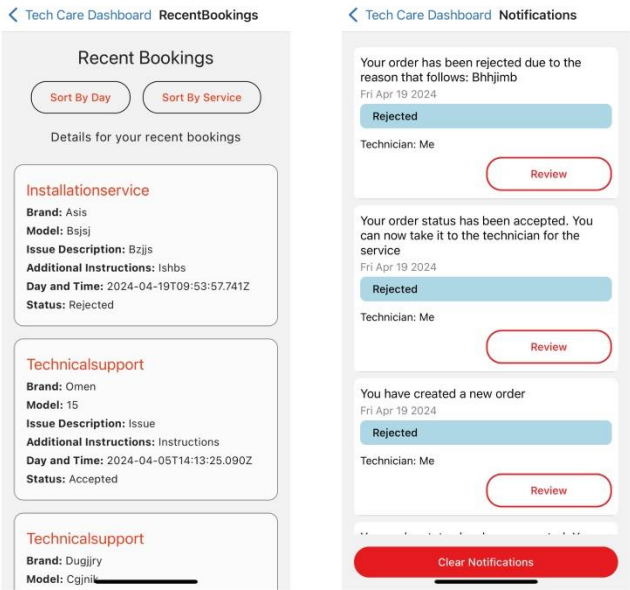 Tech Care Dashboard RecentBookings
Recent Bookings
Sort By Day
Sort By Service
Details for your recent bookings
Installationservice
Brand: Asis
Model: Bsjsj
Issue Description: Bzjjs
Additional Instructions: Ishbs
Day and Time: 2024-04-19T09:53:57.741Z
Status: Rejected
Technicalsupport
Brand: Omen
Model: 15
Issue Description: Issue
Additional Instructions: Instructions
Day and Time: 2024-04-05T14:13:25.090Z
Status: Accepted
Technicalsupport
Brand: Dugjjry
Model: Cgjnik
Tech Care Dashboard Notifications
Your order has been rejected due to the
reason that follows: Bhhjimb
Fri Apr 19 2024
Rejected
Technician: Me
Review
Your order status has been accepted. You
can now take it to the technician for the
service
Fri Apr 19 2024
Rejected
Technician: Me
Review
You have created a new order
Fri Apr 19 2024
Rejected
Technician: Me
Review
Clear Notifications